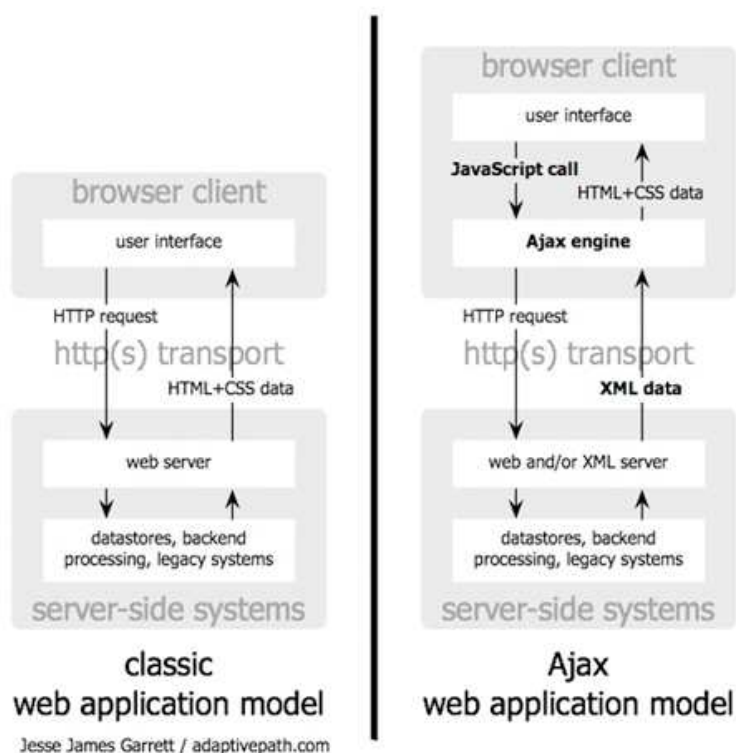 browser client
user interface
HTTP request
http(s) transport
HTML+CSS data
web server
datastores, backend
processing, legacy systems
server-side systems
classic
web application model
Jesse James Garrett / adaptivepath.com
browser client
user interface
JavaScript call
HTML+CSS data
Ajax engine
HTTP request
http(s) transport
XML data
web and/or XML server
datastores, backend
processing, legacy systems
server-side systems
Ajax
web application model